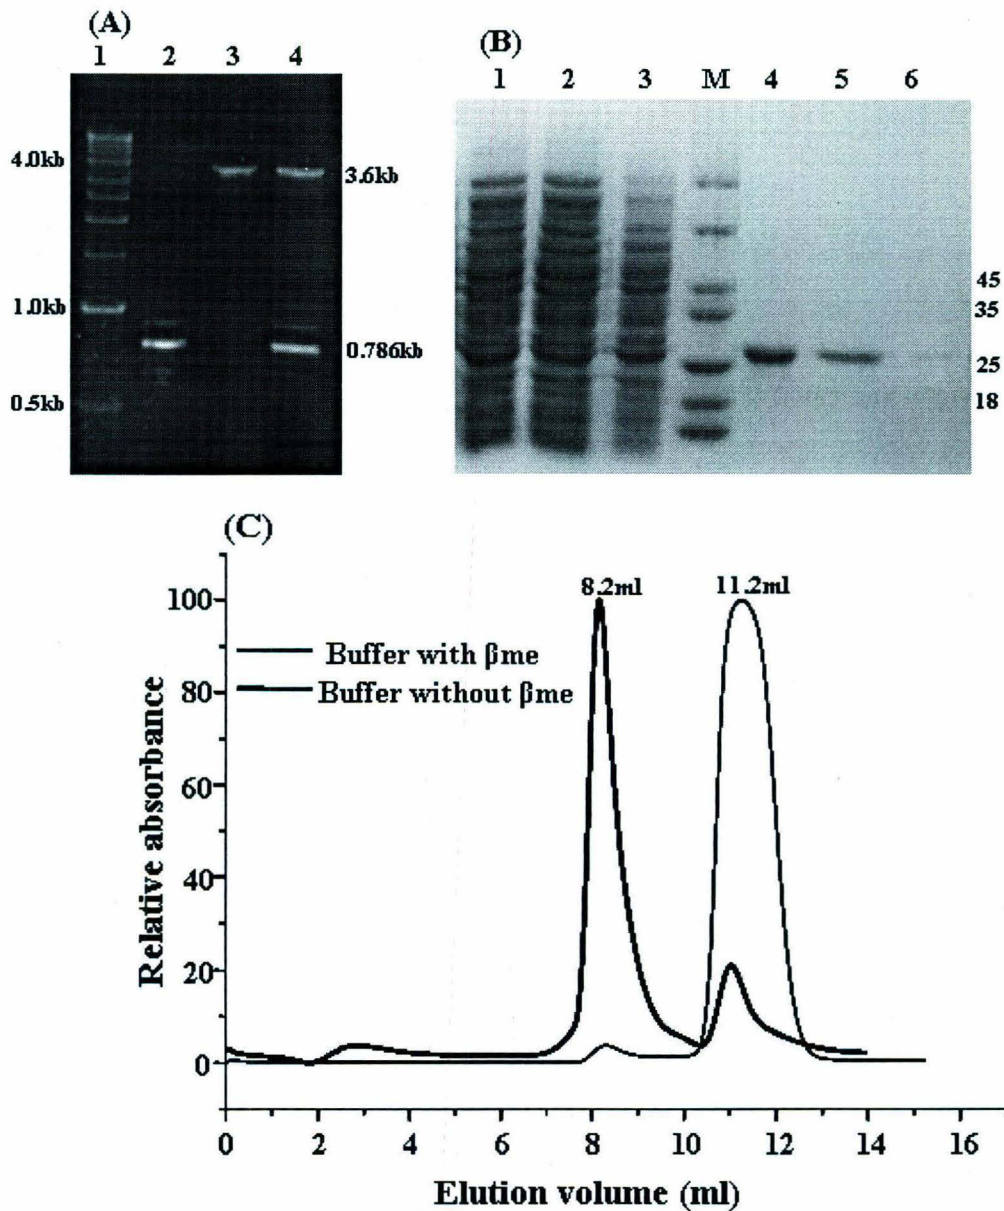 (A)
1 2 3 4
4.0kb
3.6kb
1.0kb
0.786kb
0.5kb
(B)
1 2 3 M 4 5 6
45
35
25
18
(C)
8.2ml 11.2ml
Buffer with βme
Buffer without βme
Relative absorbance
100
80
60
40
20
0
0 2 4 6 8 10 12 14 16
Elution volume (ml)